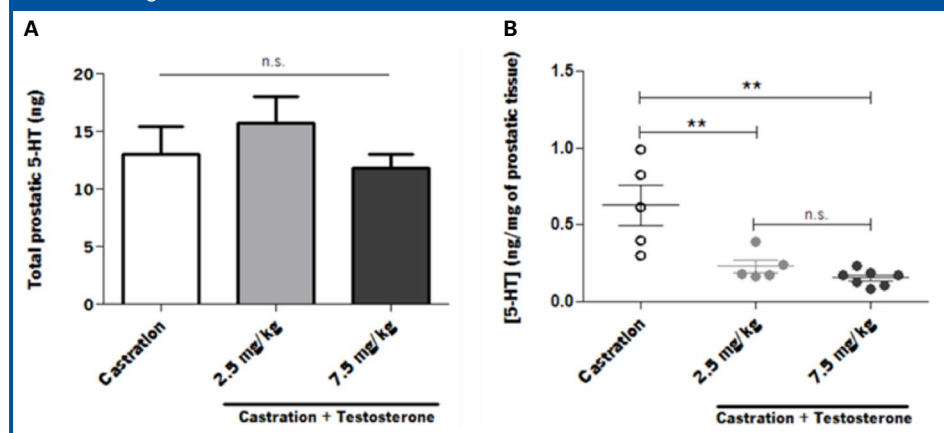 A
B
Total prostatic 5-HT (ng)
20
15
10
5
0
n.s.
Castration
2.5 mg/kg
7.5 mg/kg
Castration + Testosterone
[5-HT] (ng/mg of prostatic tissue)
1.5
1.0
0.5
0.0
**
**
n.s.
Castration
2.5 mg/kg
7.5 mg/kg
Castration + Testosterone